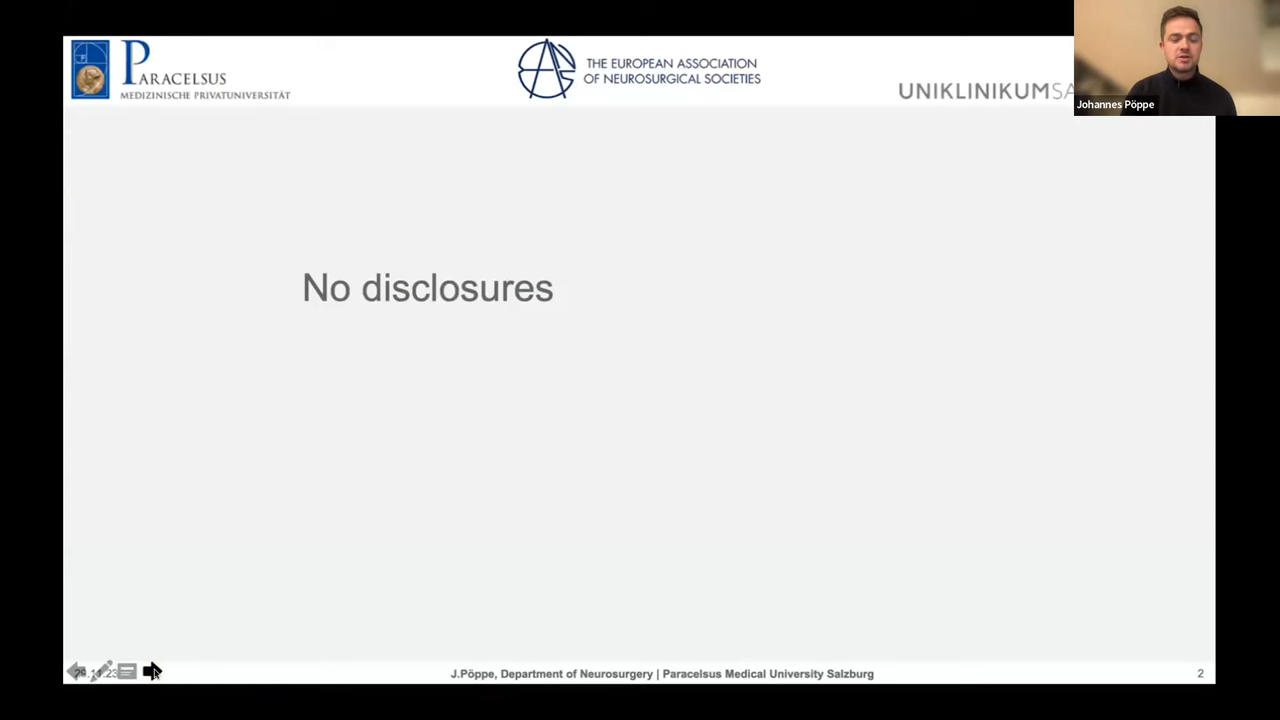 PARACELSUS
MEDIZINISCHE PRIVATUNIVERSITÄT
THE EUROPEAN ASSOCIATION
OF NEUROSURGICAL SOCIETIES
UNIKLINIKUMSA
Johannes Pöppe
No disclosures
J.Pöppe, Department of Neurosurgery | Paracelsus Medical University Salzburg
2